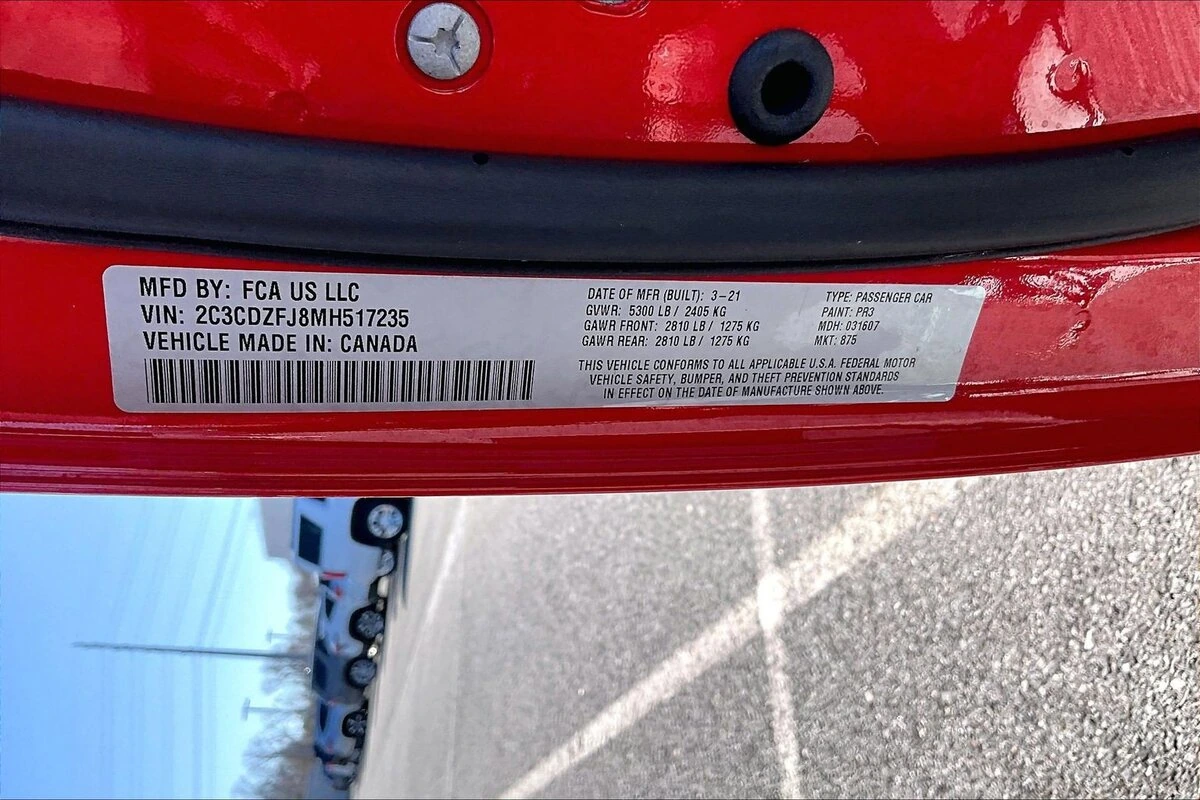 MFD BY: FCA US LLC
VIN: 2C3CDZFJ8MH517235
VEHICLE MADE IN: CANADA
DATE OF MFR (BUILT): 3-21
GVWR: 5300 LB / 2405 KG
GAWR FRONT: 2810 LB / 1275 KG
GAWR REAR: 2810 LB / 1275 KG
TYPE: PASSENGER CAR
PAINT: PR3
MDH: 031607
MKT: 875
THIS VEHICLE CONFORMS TO ALL APPLICABLE U.S.A. FEDERAL MOTOR
VEHICLE SAFETY, BUMPER, AND THEFT PREVENTION STANDARDS
IN EFFECT ON THE DATE OF MANUFACTURE SHOWN ABOVE.